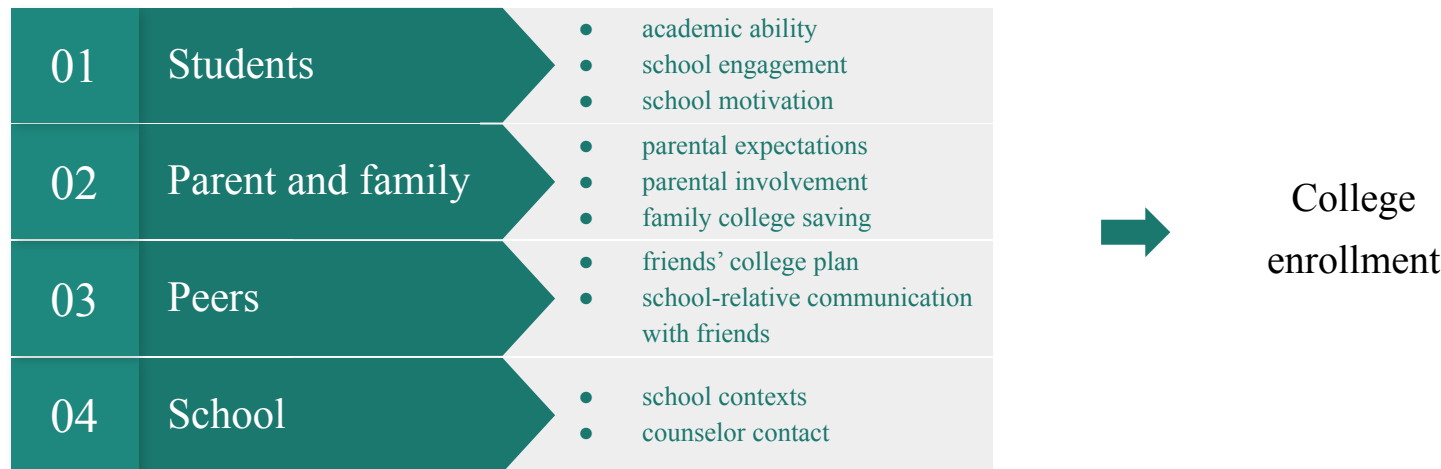 01 Students
● academic ability
● school engagement
● school motivation
02 Parent and family
● parental expectations
● parental involvement
● family college saving
03 Peers
● friends’ college plan
● school-relative communication
with friends
04 School
● school contexts
● counselor contact
College
enrollment